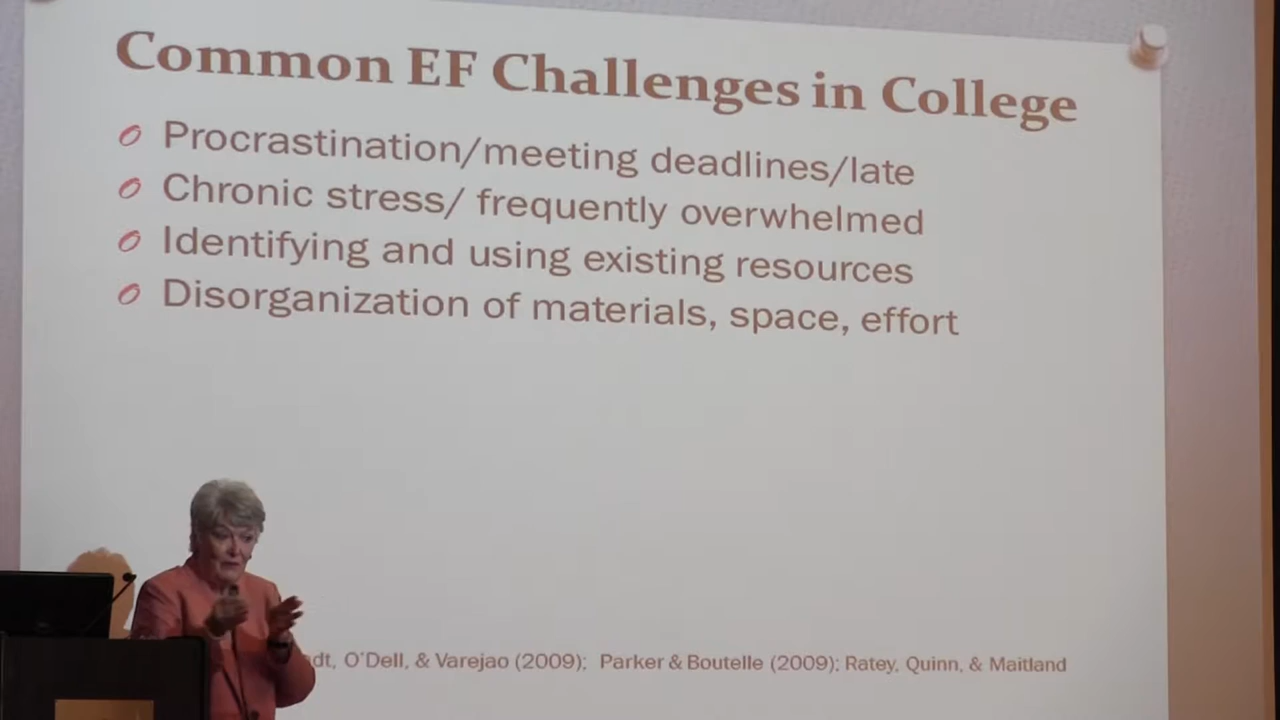 Common EF Challenges in College
Procrastination/meeting deadlines/late
Chronic stress/ frequently overwhelmed
Identifying and using existing resources
Disorganization of materials, space, effort
O'Dell, & Varejao (2009); Parker & Boutelle (2009); Ratey, Quinn, & Maitland